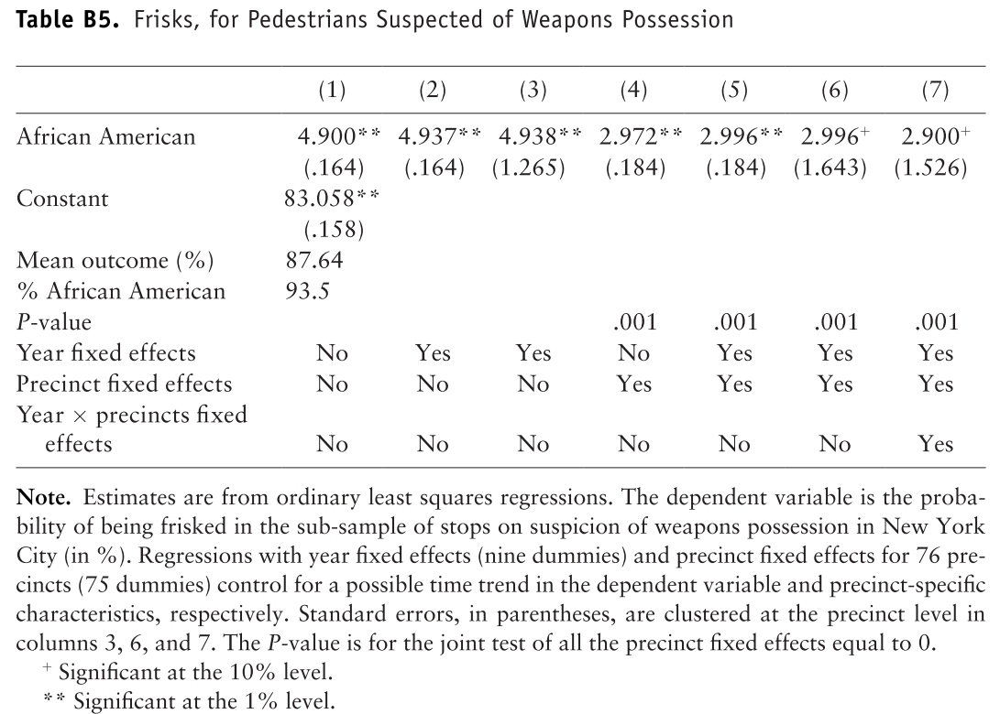 Table B5. Frisks, for Pedestrians Suspected of Weapons Possession
(1) (2) (3) (4) (5) (6) (7)
African American 4.900** 4.937** 4.938** 2.972** 2.996** 2.996+ 2.900+
(.164) (.164) (1.265) (.184) (.184) (1.643) (1.526)
Constant 83.058**
(.158)
Mean outcome (%) 87.64
% African American 93.5
P-value .001 .001 .001 .001
Year fixed effects No Yes Yes No Yes Yes Yes
Precinct fixed effects No No No Yes Yes Yes Yes
Year × precincts fixed
effects No No No No No No Yes
Note. Estimates are from ordinary least squares regressions. The dependent variable is the proba-
bility of being frisked in the sub-sample of stops on suspicion of weapons possession in New York
City (in %). Regressions with year fixed effects (nine dummies) and precinct fixed effects for 76 pre-
cincts (75 dummies) control for a possible time trend in the dependent variable and precinct-specific
characteristics, respectively. Standard errors, in parentheses, are clustered at the precinct level in
columns 3, 6, and 7. The P-value is for the joint test of all the precinct fixed effects equal to 0.
+ Significant at the 10% level.
** Significant at the 1% level.